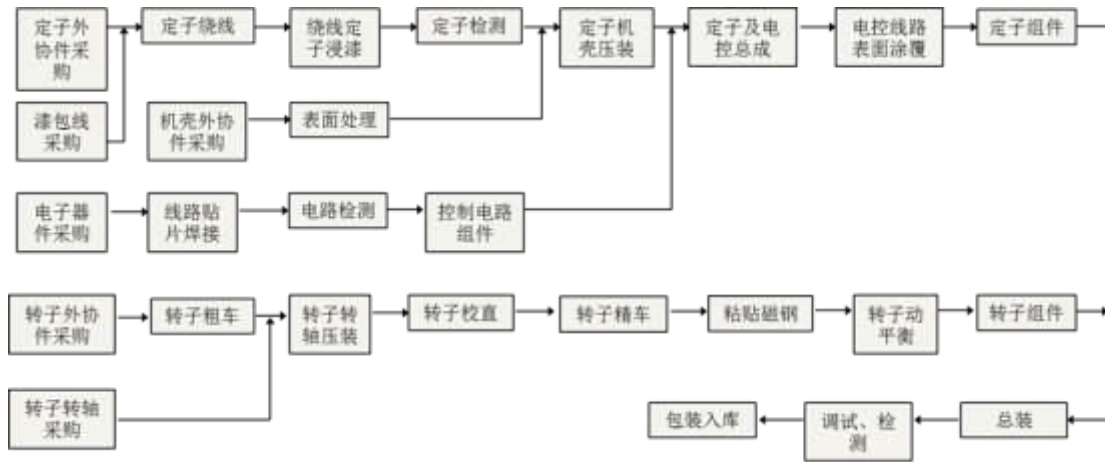 定子外
协件采
购
定子绕线
绕线定
子浸漆
定子检测
定子机
壳压装
定子及电
控总成
电控线路
表面涂覆
定子组件
漆包线
采购
机壳外协
件采购
表面处理
电子器
件采购
线路贴
片焊接
电路检测
控制电路
组件
转子外协
件采购
转子粗车
转子转
轴压装
转子校直
转子精车
粘贴磁钢
转子动
平衡
转子组件
转子转轴
采购
包装入库
调试、检
测
总装